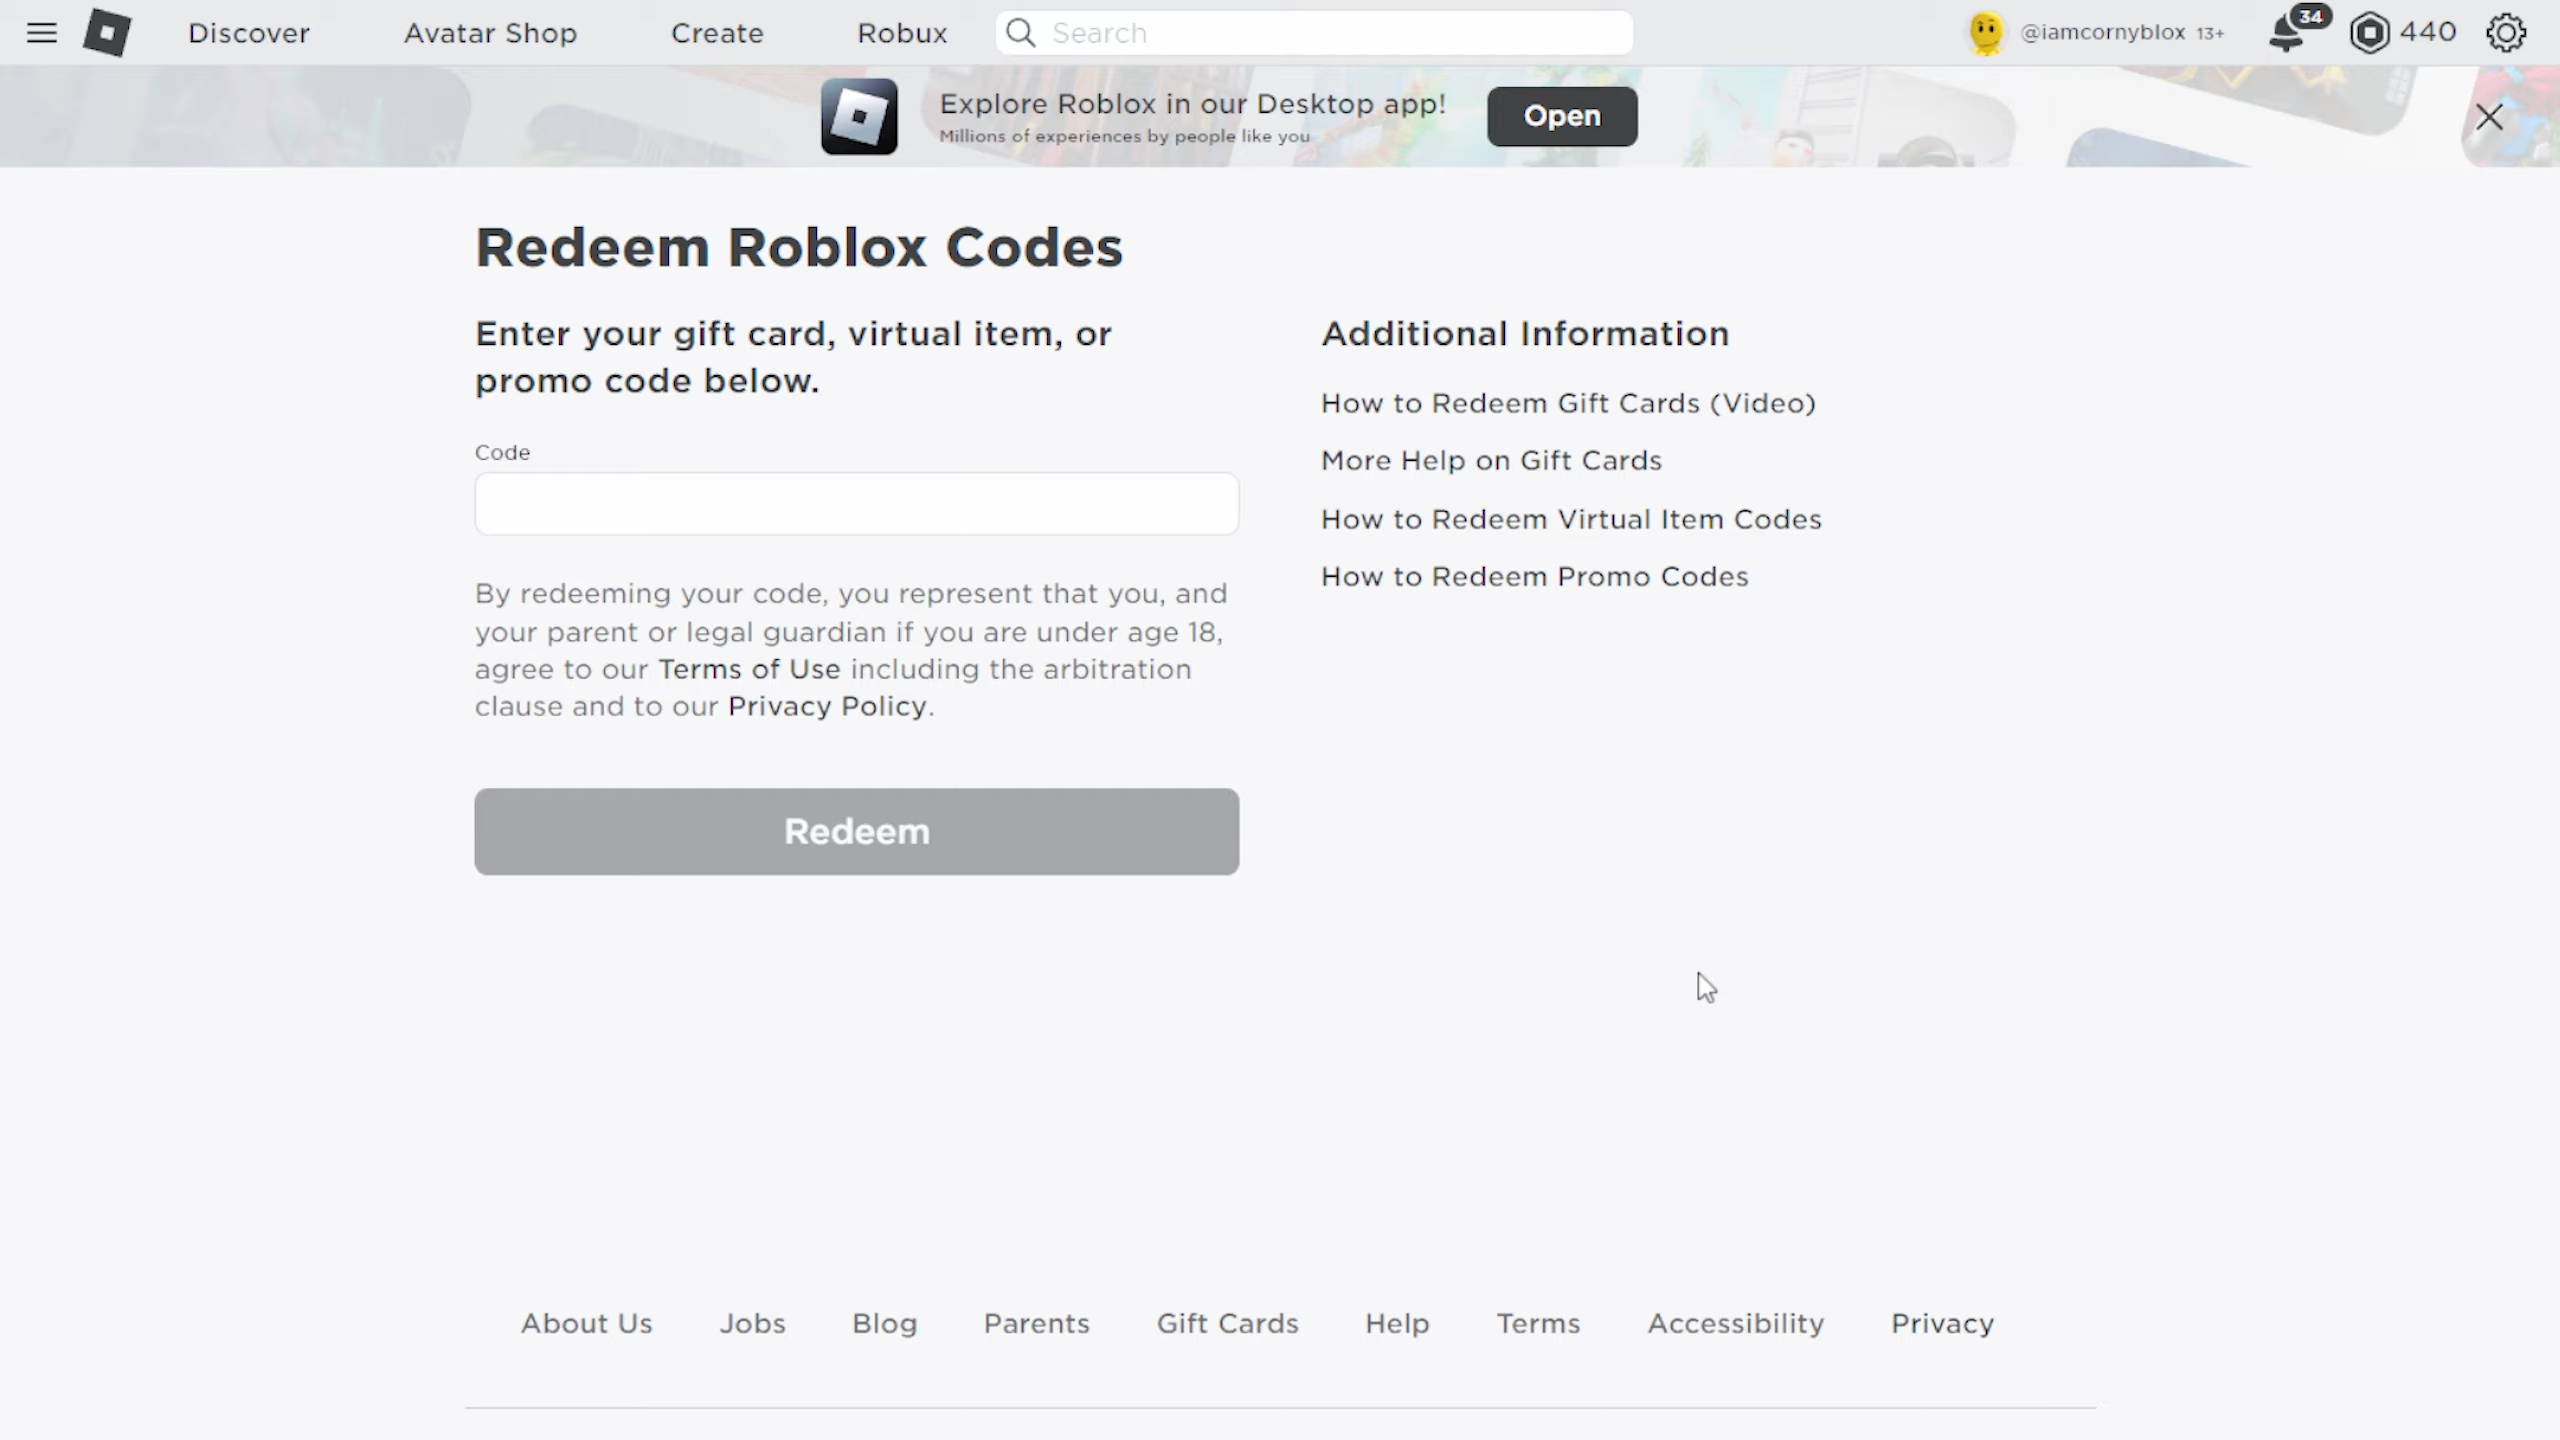 Discover Avatar Shop Create Robux Search @iamcornyblox 13+ 34 440
Explore Roblox in our Desktop app!
Millions of experiences by people like you
Open
Redeem Roblox Codes
Enter your gift card, virtual item, or
promo code below.
Code
By redeeming your code, you represent that you, and
your parent or legal guardian if you are under age 18,
agree to our Terms of Use including the arbitration
clause and to our Privacy Policy.
Redeem
Additional Information
How to Redeem Gift Cards (Video)
More Help on Gift Cards
How to Redeem Virtual Item Codes
How to Redeem Promo Codes
About Us Jobs Blog Parents Gift Cards Help Terms Accessibility Privacy